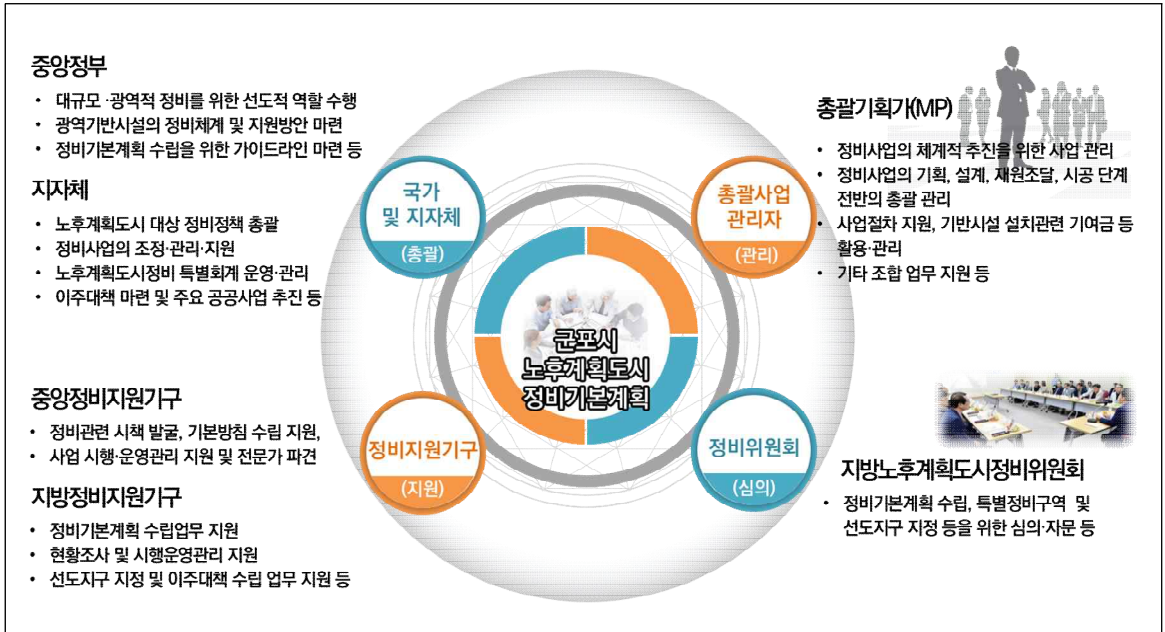 중앙정부
• 대규모·광역적 정비를 위한 선도적 역할 수행
• 광역기반시설의 정비체계 및 지원방안 마련
• 정비기본계획 수립을 위한 가이드라인 마련 등
지자체
• 노후계획도시 대상 정비정책 총괄
• 정비사업의 조정·관리·지원
• 노후계획도시정비 특별회계 운영·관리
• 이주대책 마련 및 주요 공공사업 추진 등
국가
및 지자체
(총괄)
총괄사업
관리자
(관리)
총괄기획가(MP)
• 정비사업의 체계적 추진을 위한 사업 관리
• 정비사업의 기획, 설계, 재원조달, 시공 단계
전반의 총괄 관리
• 사업절차 지원, 기반시설 설치관련 기여금 등
활용·관리
• 기타 조합 업무 지원 등
군포시
노후계획도시
정비기본계획
중앙정비지원기구
• 정비관련 시책 발굴, 기본방침 수립 지원,
• 사업 시행·운영관리 지원 및 전문가 파견
지방정비지원기구
• 정비기본계획 수립업무 지원
• 현황조사 및 시행운영관리 지원
• 선도지구 지정 및 이주대책 수립 업무 지원 등
정비지원기구
(지원)
정비위원회
(심의)
지방노후계획도시정비위원회
• 정비기본계획 수립, 특별정비구역 및
선도지구 지정 등을 위한 심의·자문 등